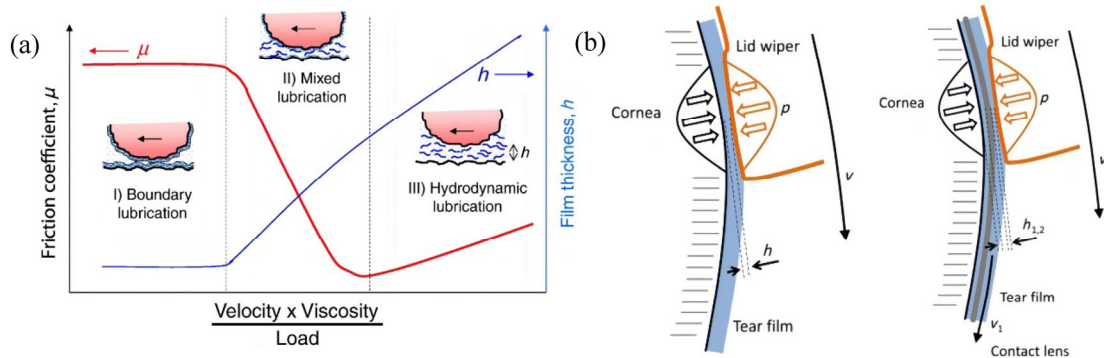 (a)
μ
II) Mixed
lubrication
h
I) Boundary
lubrication
h
III) Hydrodynamic
lubrication
Friction coefficient, μ
Film thickness, h
Velocity x Viscosity
Load
(b)
Lid wiper
Cornea
p
v
h
Tear film
Lid wiper
Cornea
p
v
h1,2
Tear film
v1
Contact lens